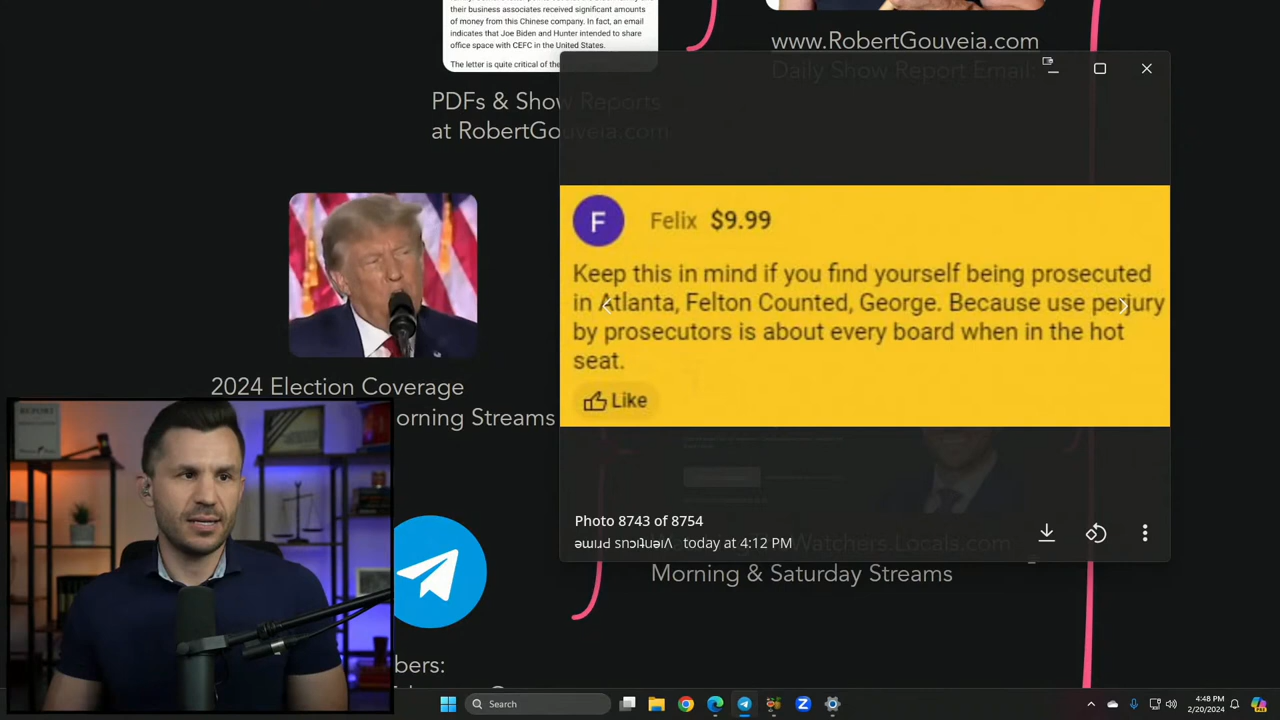 their business associates received significant amounts
of money from this Chinese company. In fact, an email
indicates that Joe Biden and Hunter intended to share
office space with CEFC in the United States.
The letter is quite critical of the
PDFs & Show Reports
at RobertGouveia.com
www.RobertGouveia.com
Daily Show Report Email:
F
Felix $9.99
Keep this in mind if you find yourself being prosecuted
in Atlanta, Felton Counted, George. Because use perjury
by prosecutors is about every board when in the hot
seat.
Like
Photo 8743 of 8754
today at 4:12 PM
2024 Election Coverage
orning Streams
Watchers.Locals.com
Morning & Saturday Streams
bers:
REPORT
Search
4:48 PM
2/20/2024